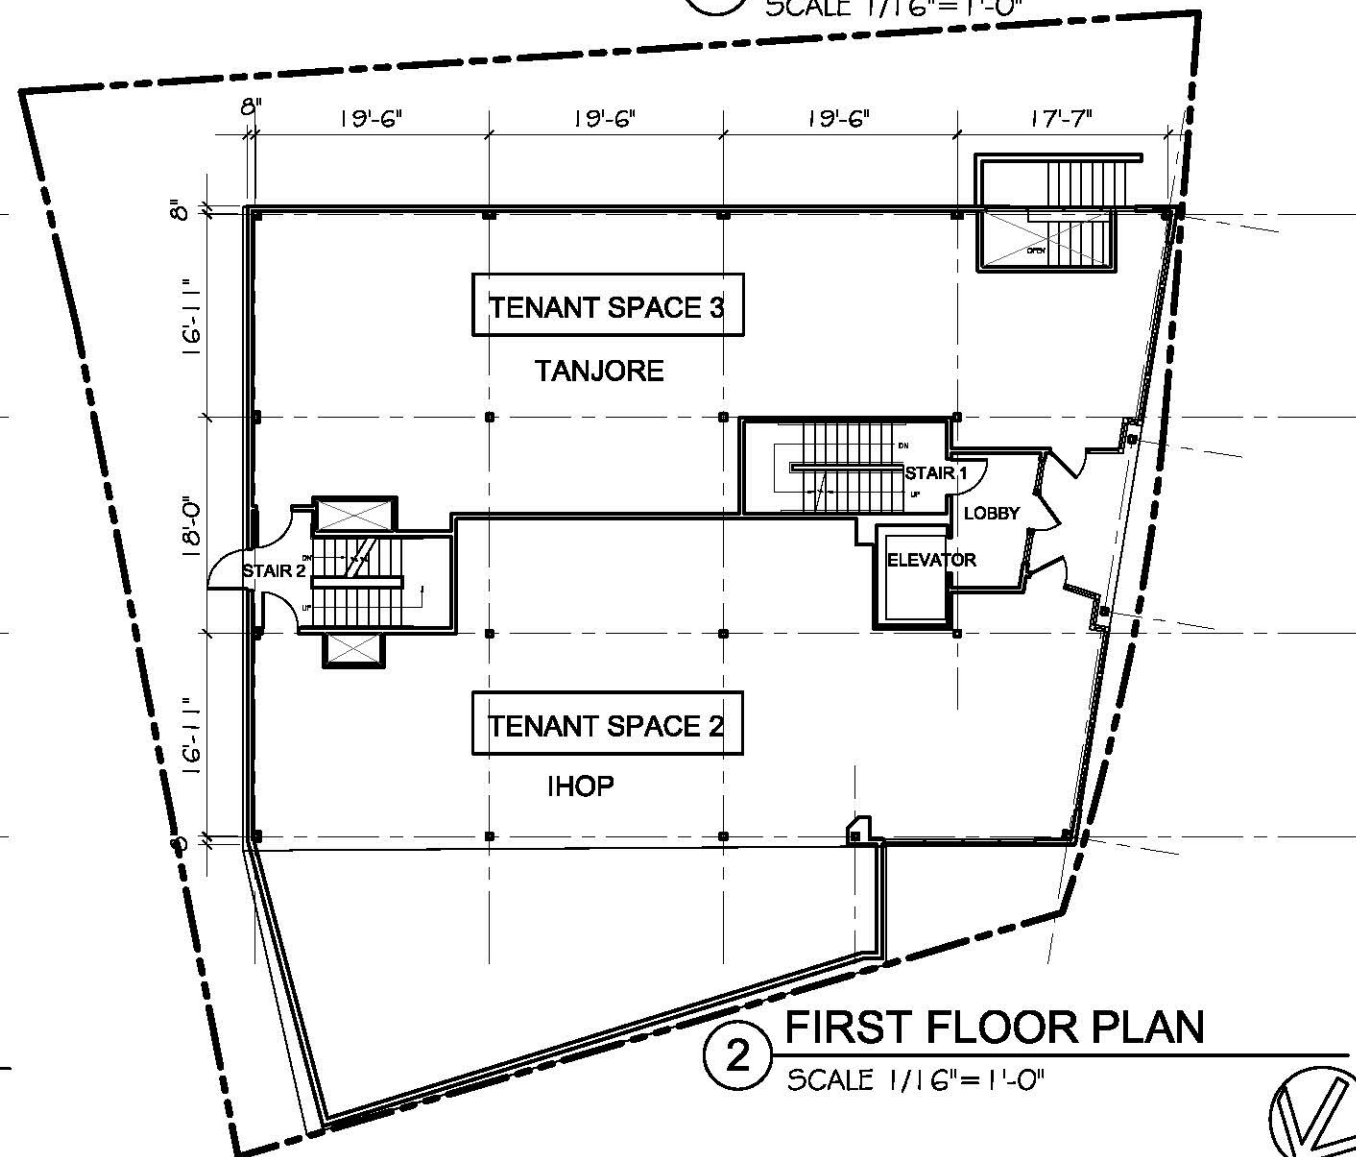 SCALE 1/16"=1'-0"
8"
19'-6"
19'-6"
19'-6"
17'-7"
8"
16'-11"
18'-0"
16'-11"
OPEN
TENANT SPACE 3
TANJORE
DN
STAIR 1
UP
LOBBY
ELEVATOR
DN
STAIR 2
UP
TENANT SPACE 2
IHOP
2
FIRST FLOOR PLAN
SCALE 1/16"=1'-0"